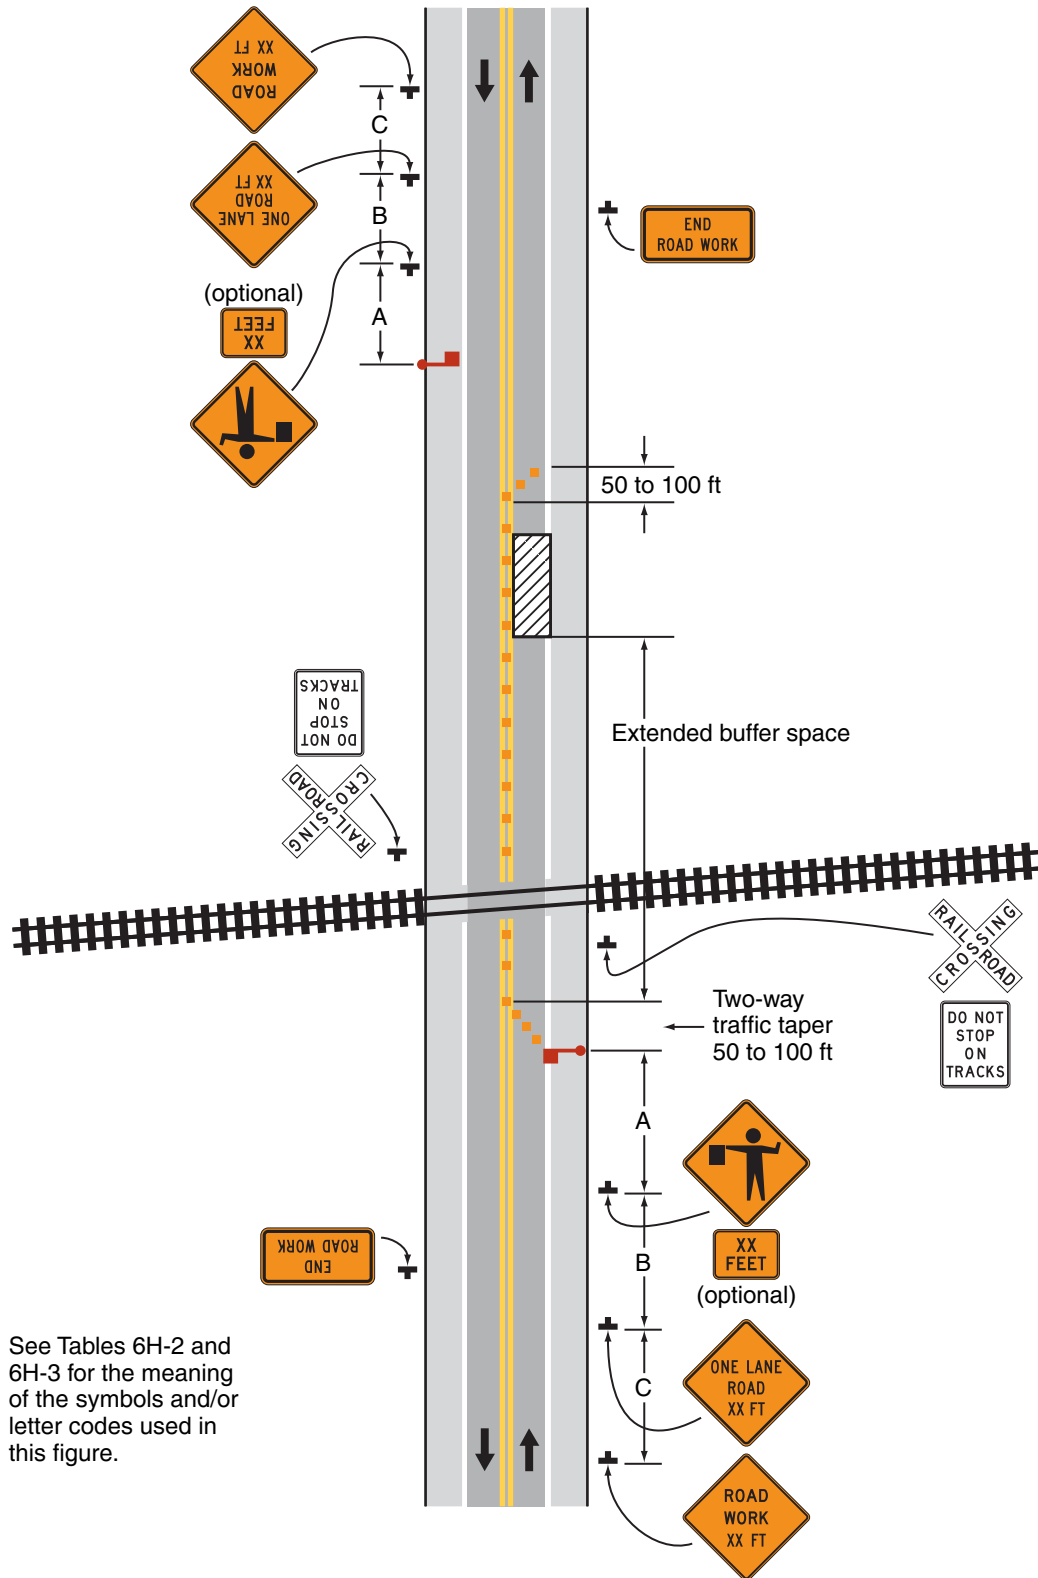 ROAD
WORK
XX FT
C
ONE LANE
ROAD
XX FT
B
END
ROAD WORK
(optional)
XX
FEET
A
50 to 100 ft
DO NOT
STOP
ON
TRACKS
Extended buffer space
RAILROAD
CROSSING
RAILROAD
CROSSING
Two-way
traffic taper
50 to 100 ft
DO NOT
STOP
ON
TRACKS
A
END
ROAD WORK
B
XX
FEET
(optional)
See Tables 6H-2 and
6H-3 for the meaning
of the symbols and/or
letter codes used in
this figure.
C
ONE LANE
ROAD
XX FT
ROAD
WORK
XX FT